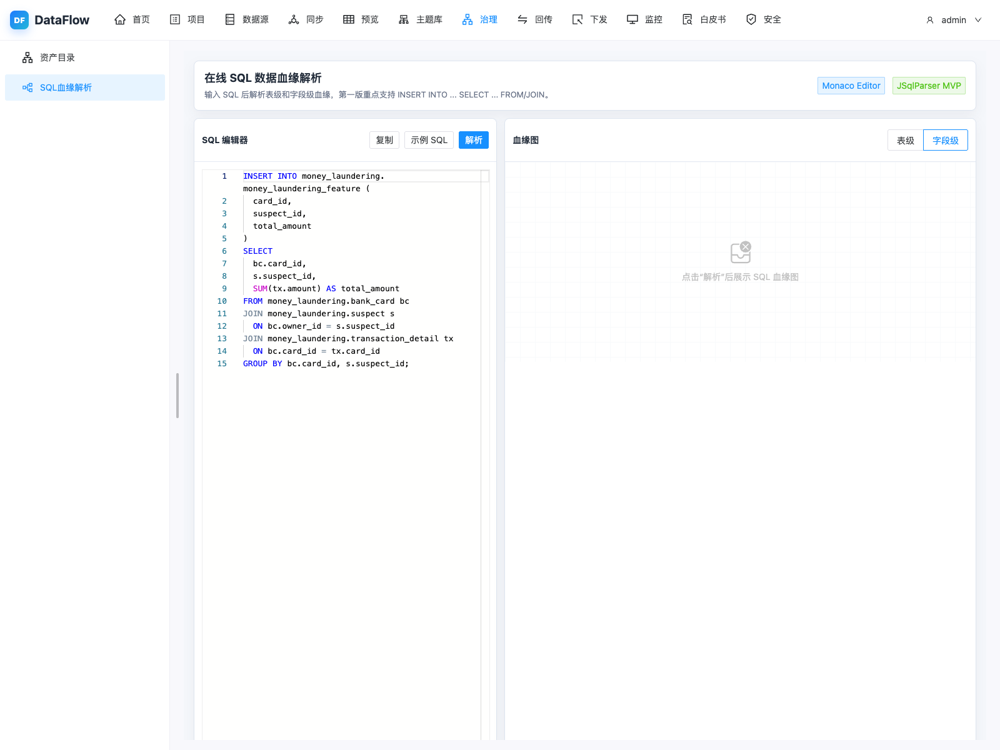 DF DataFlow 首页 项目 数据源 同步 预览 主题库 治理 回传 下发 监控 白皮书 安全 admin
资产目录
SQL血缘解析
在线 SQL 数据血缘解析
输入 SQL 后解析表级和字段级血缘，第一版重点支持 INSERT INTO ... SELECT ... FROM/JOIN。
Monaco Editor JSqlParser MVP
SQL 编辑器 复制 示例 SQL 解析
1 INSERT INTO money_laundering.
money_laundering_feature (
2 card_id,
3 suspect_id,
4 total_amount
5 )
6 SELECT
7 bc.card_id,
8 s.suspect_id,
9 SUM(tx.amount) AS total_amount
10 FROM money_laundering.bank_card bc
11 JOIN money_laundering.suspect s
12 ON bc.owner_id = s.suspect_id
13 JOIN money_laundering.transaction_detail tx
14 ON bc.card_id = tx.card_id
15 GROUP BY bc.card_id, s.suspect_id;
血缘图 表级 字段级
点击“解析”后展示 SQL 血缘图